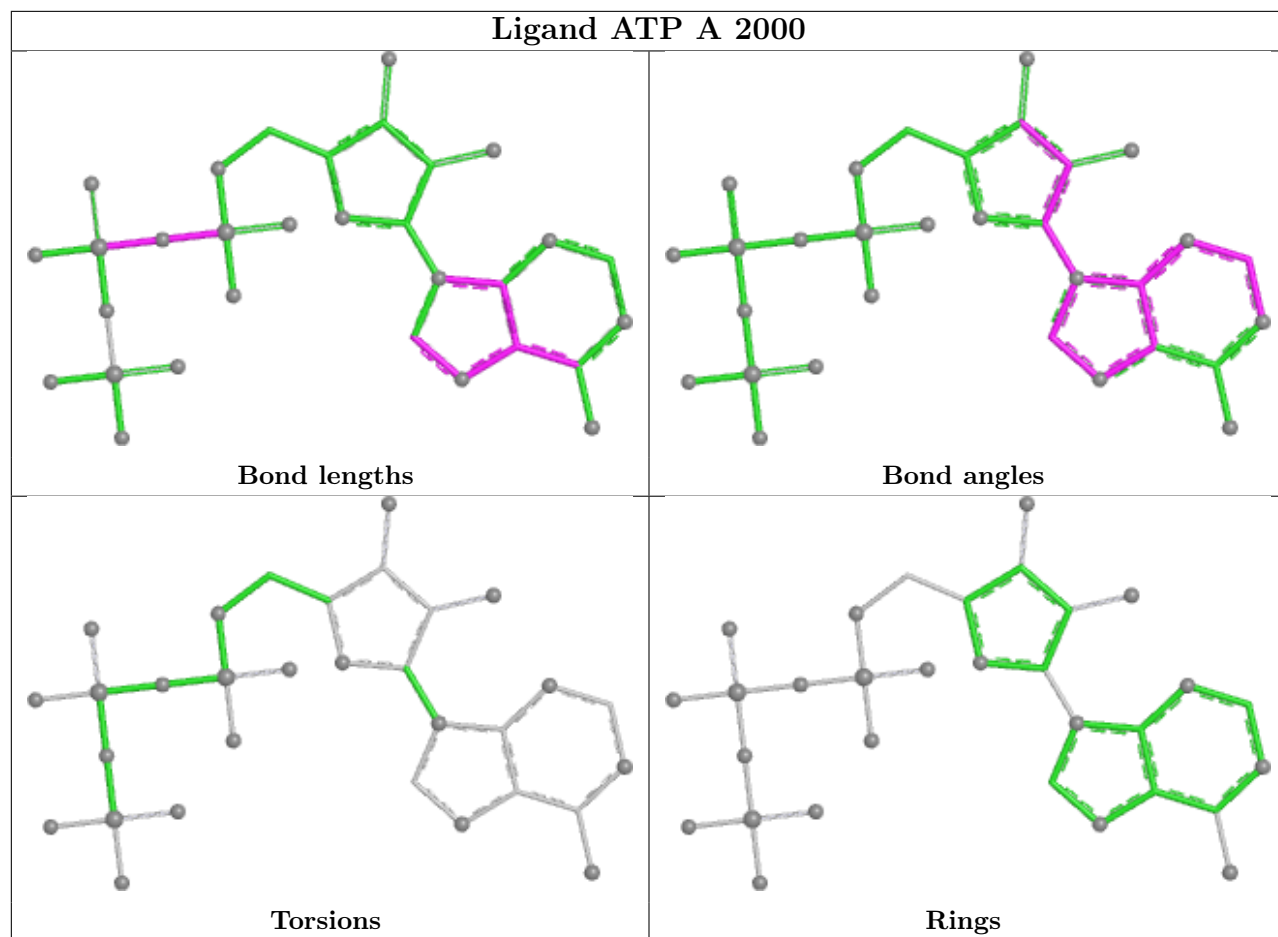 Ligand ATP A 2000
Bond lengths
Bond angles
Torsions
Rings